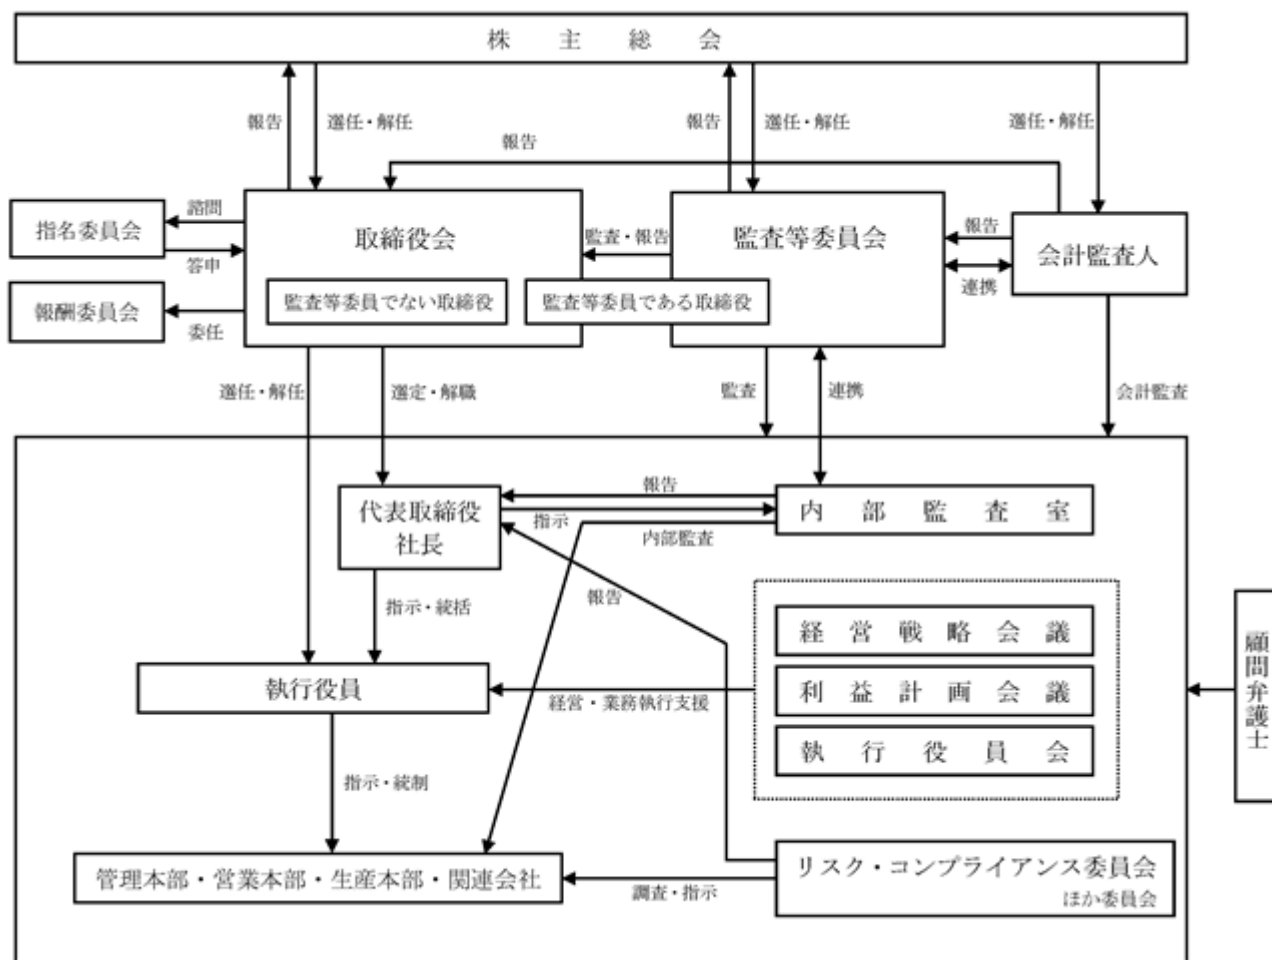 株主総会
報告
選任・解任
報告
選任・解任
選任・解任
報告
指名委員会
諮問
答申
取締役会
監査・報告
監査等委員会
報告
連携
会計監査人
報酬委員会
委任
監査等委員でない取締役
監査等委員である取締役
選任・解任
選定・解職
監査
連携
会計監査
代表取締役
社長
報告
指示
内部監査
内部監査室
指示・統括
報告
経営戦略会議
利益計画会議
執行役員会
顧問弁護士
執行役員
経営・業務執行支援
指示・統制
管理本部・営業本部・生産本部・関連会社
調査・指示
リスク・コンプライアンス委員会
ほか委員会